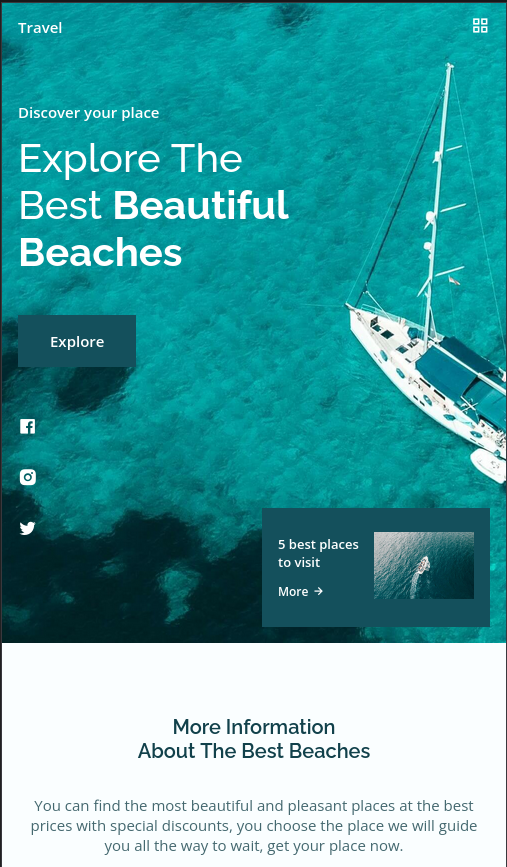 Travel
Discover your place
Explore The
Best Beautiful
Beaches
Explore
5 best places
to visit
More →
More Information
About The Best Beaches
You can find the most beautiful and pleasant places at the best
prices with special discounts, you choose the place we will guide
you all the way to wait, get your place now.